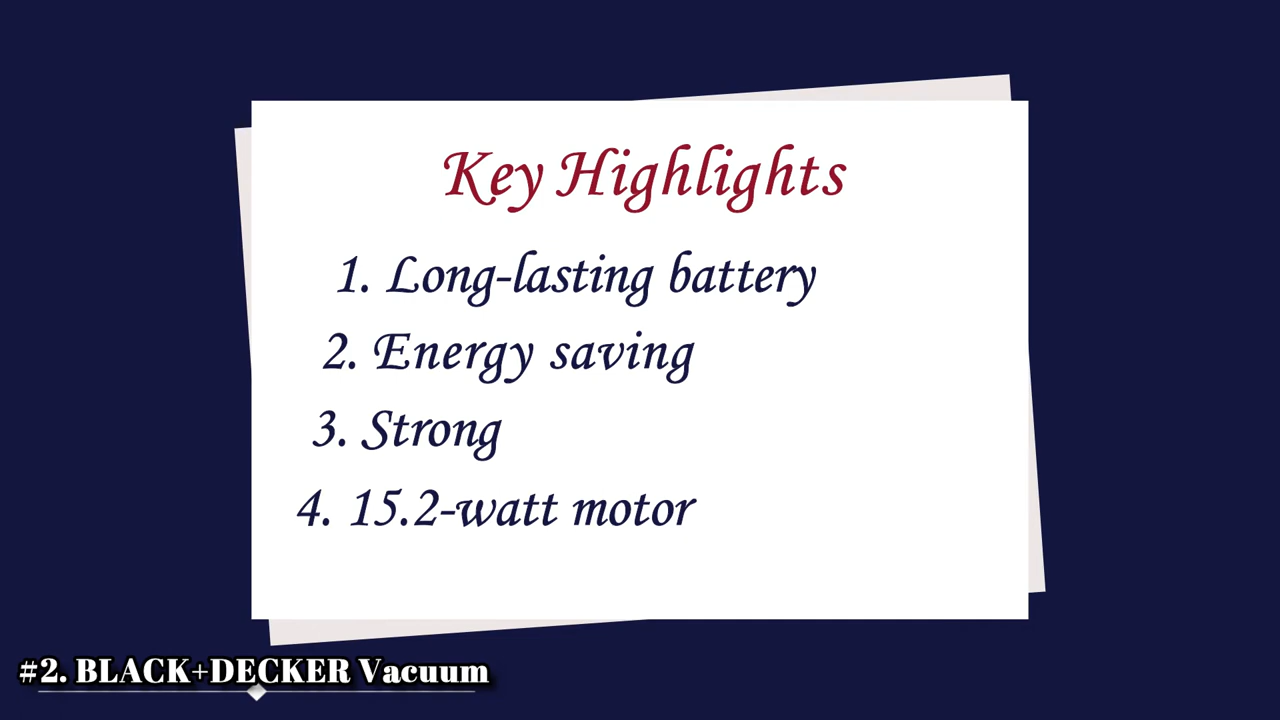 Key Highlights
1. Long-lasting battery
2. Energy saving
3. Strong
4. 15.2-watt motor
#2. BLACK+DECKER Vacuum